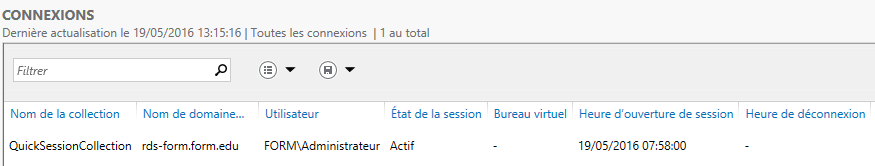 CONNEXIONS
Dernière actualisation le 19/05/2016 13:15:16 | Toutes les connexions | 1 au total
Filtrer
Nom de la collection Nom de domaine... Utilisateur État de la session Bureau virtuel Heure d'ouverture de session Heure de déconnexion
QuickSessionCollection rds-form.form.edu FORM\Administrateur Actif - 19/05/2016 07:58:00 -